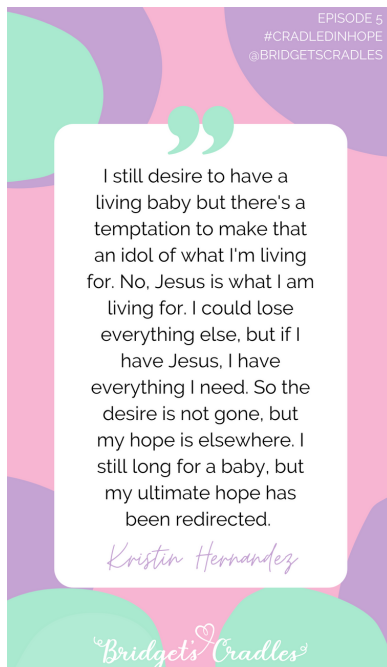 EPISODE 5
#CRADLEDINHOPE
@BRIDGETSCRADLES
I still desire to have a
living baby but there's a
temptation to make that
an idol of what I'm living
for. No, Jesus is what I am
living for. I could lose
everything else, but if I
have Jesus, I have
everything I need. So the
desire is not gone, but
my hope is elsewhere. I
still long for a baby, but
my ultimate hope has
been redirected.
Kristin Hernandez
Bridget's Cradles